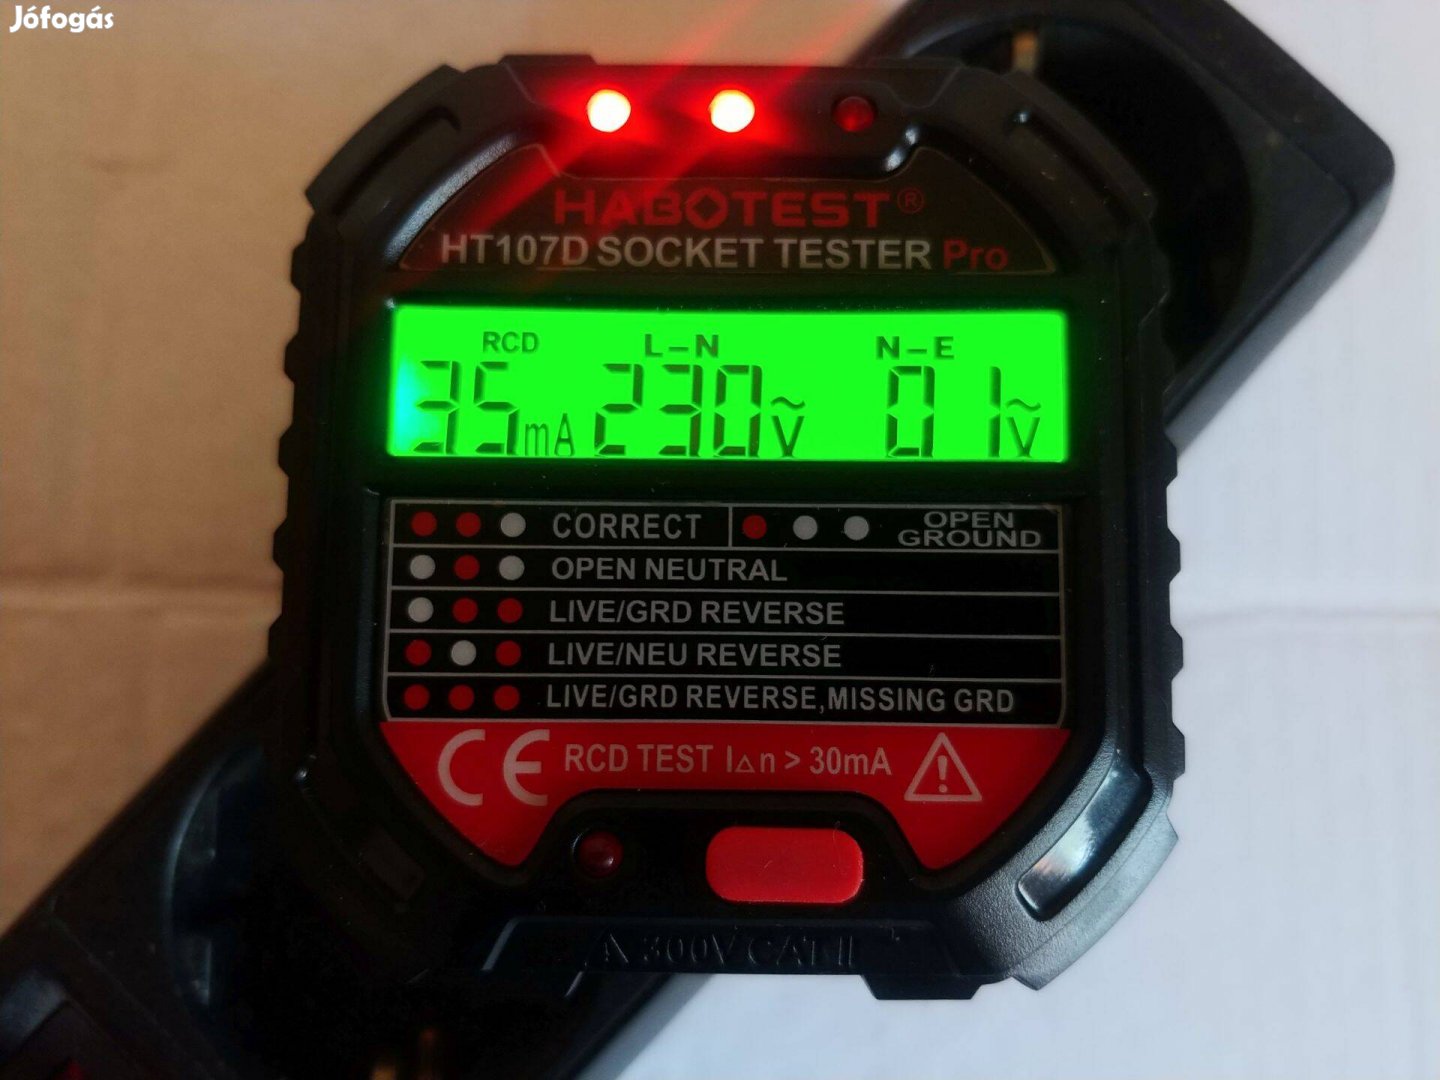 Jófogás
HABOTEST®
HT107D SOCKET TESTER Pro
RCD L–N N–E
35mA 230V 01V
CORRECT OPEN GROUND
OPEN NEUTRAL
LIVE/GRD REVERSE
LIVE/NEU REVERSE
LIVE/GRD REVERSE,MISSING GRD
CE RCD TEST I△n > 30mA
300V CAT II